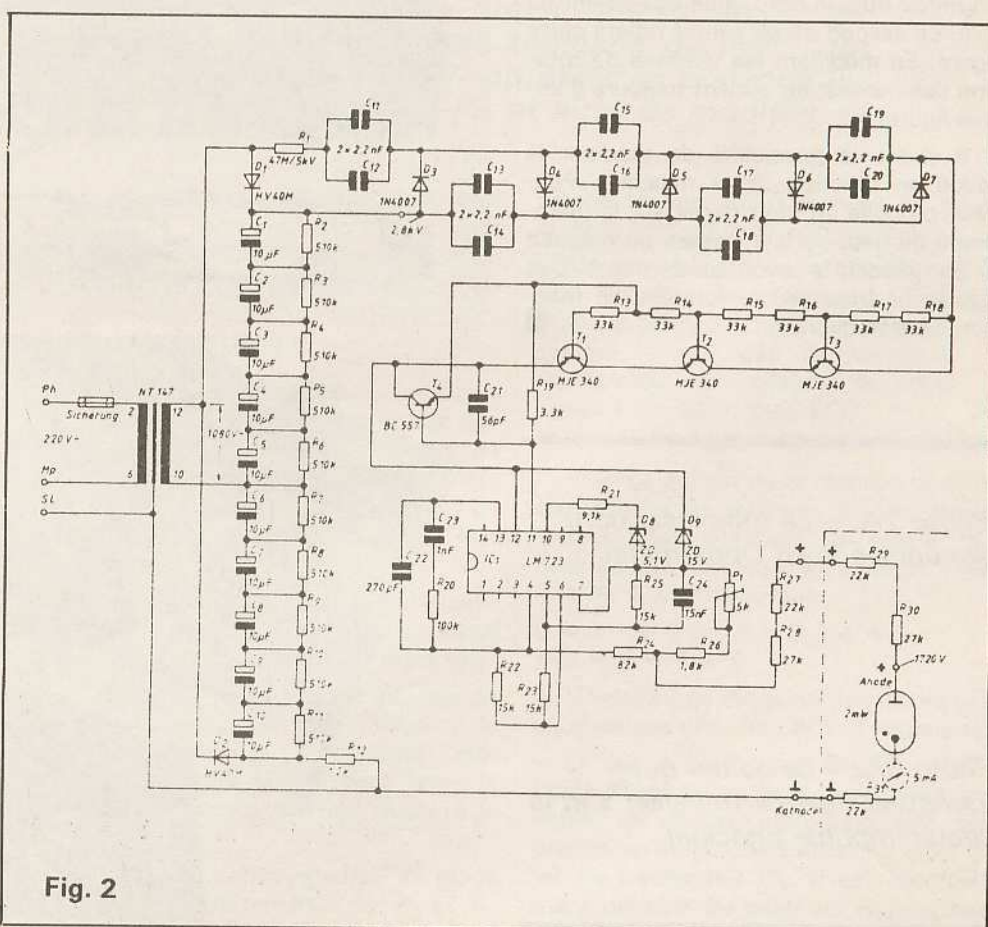 C11
R1
47M/5kV
2×2,2 nF
C12
D1
HV40M
D3
1N4007
2,8kV
C13
2×2,2 nF
C14
D4
1N4007
C15
2×2,2 nF
C16
D5
1N4007
C17
2×2,2 nF
C18
D6
1N4007
C19
2×2,2 nF
C20
D7
1N4007
C1
10µF
R2
510k
C2
10µF
R3
510k
C3
10µF
R4
510k
C4
10µF
R5
510k
C5
10µF
R6
510k
C6
10µF
R7
510k
C7
10µF
R8
510k
C8
10µF
R9
510k
10µF
R10
510k
10µF
R11
510k
HV40M
Ph
Sicherung
NT 147
2
12
220V~
1080V~
Mp
6
10
SL
R13
33k
R14
33k
R15
33k
R16
33k
R17
33k
R18
33k
T1
MJE 340
T2
MJE 340
T3
MJE 340
T4
BC 557
C21
56pF
R19
3,3k
R21
9,1k
D8
ZD
5,1V
D9
ZD
15V
C22
270pF
C23
1nF
R20
100k
14 13 12 11 10 9 8
IC1
LM 723
1 2 3 4 5 6 7
R25
15k
C24
15nF
P1
5k
R24
82k
R26
1,8k
R22
15k
R23
15k
R27
22k
R28
27k
+
+
R29
22k
R30
27k
+
1720V
Anode
2mW
5mA
22k
Kathode
Fig. 2